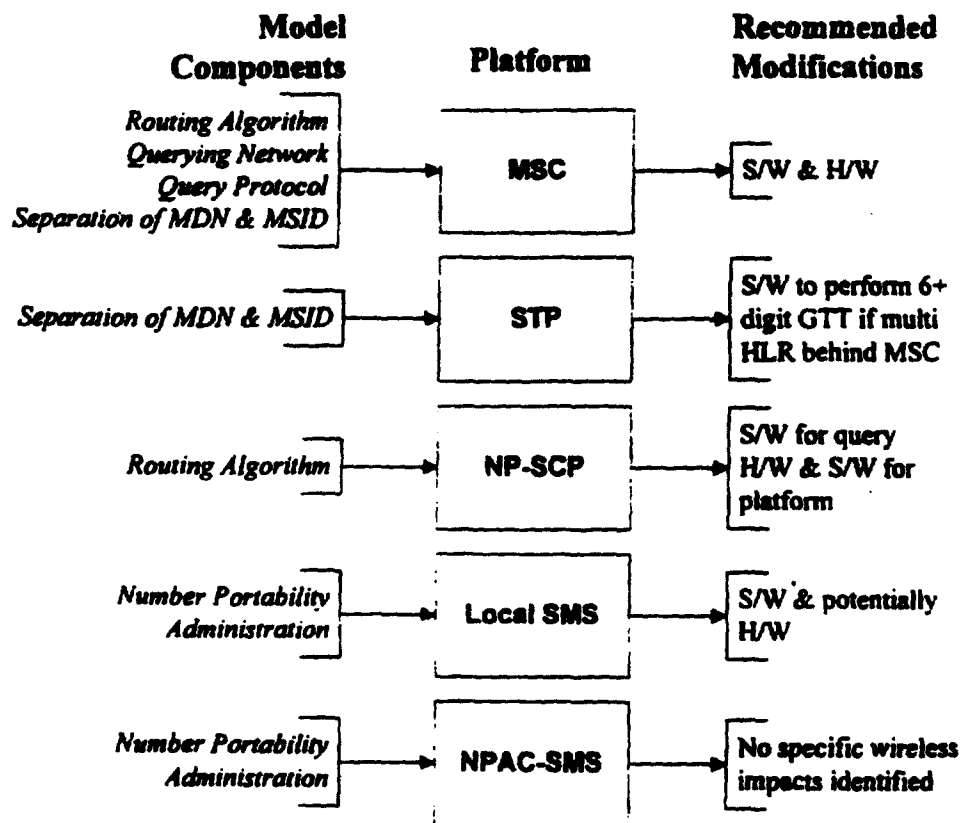 Model
Components
Platform
Recommended
Modifications
Routing Algorithm
Querying Network
Query Protocol
Separation of MDN & MSID
MSC
S/W & H/W
Separation of MDN & MSID
STP
S/W to perform 6+
digit GTT if multi
HLR behind MSC
Routing Algorithm
NP-SCP
S/W for query
H/W & S/W for
platform
Number Portability
Administration
Local SMS
S/W & potentially
H/W
Number Portability
Administration
NPAC-SMS
No specific wireless
impacts identified